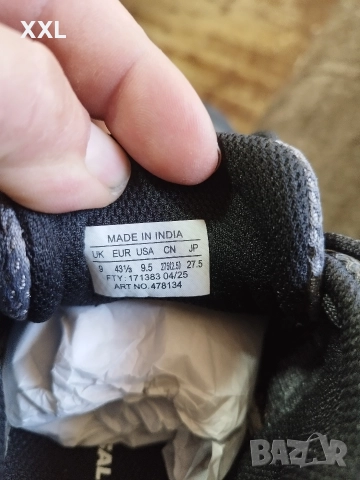 XXL
MADE IN INDIA
UK EUR USA CN JP
9 43⅓ 9.5 275(2.5) 27.5
FTY: 171383 04/25
ART NO. 478134
BAZAR